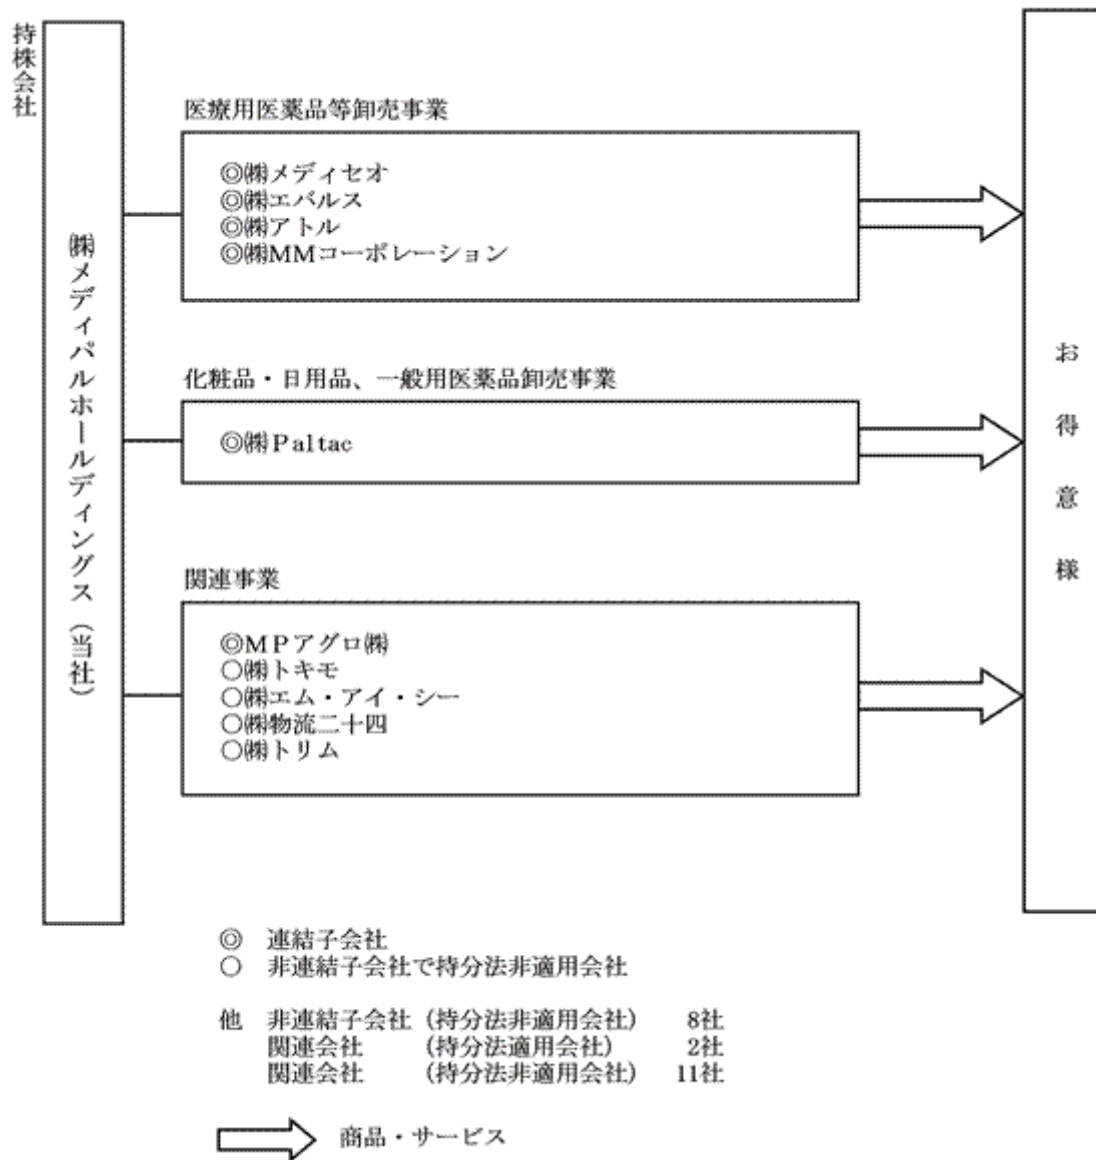 持株会社
㈱メディパルホールディングス（当社）
医療用医薬品等卸売事業
◎㈱メディセオ
◎㈱エバルス
◎㈱アトル
◎㈱MMコーポレーション
化粧品・日用品、一般用医薬品卸売事業
◎㈱Paltac
関連事業
◎MPアグロ㈱
○㈱トキモ
○㈱エム・アイ・シー
○㈱物流二十四
○㈱トリム
お得意様
◎ 連結子会社
○ 非連結子会社で持分法非適用会社
他 非連結子会社（持分法非適用会社） 8社
関連会社 （持分法適用会社） 2社
関連会社 （持分法非適用会社） 11社
商品・サービス